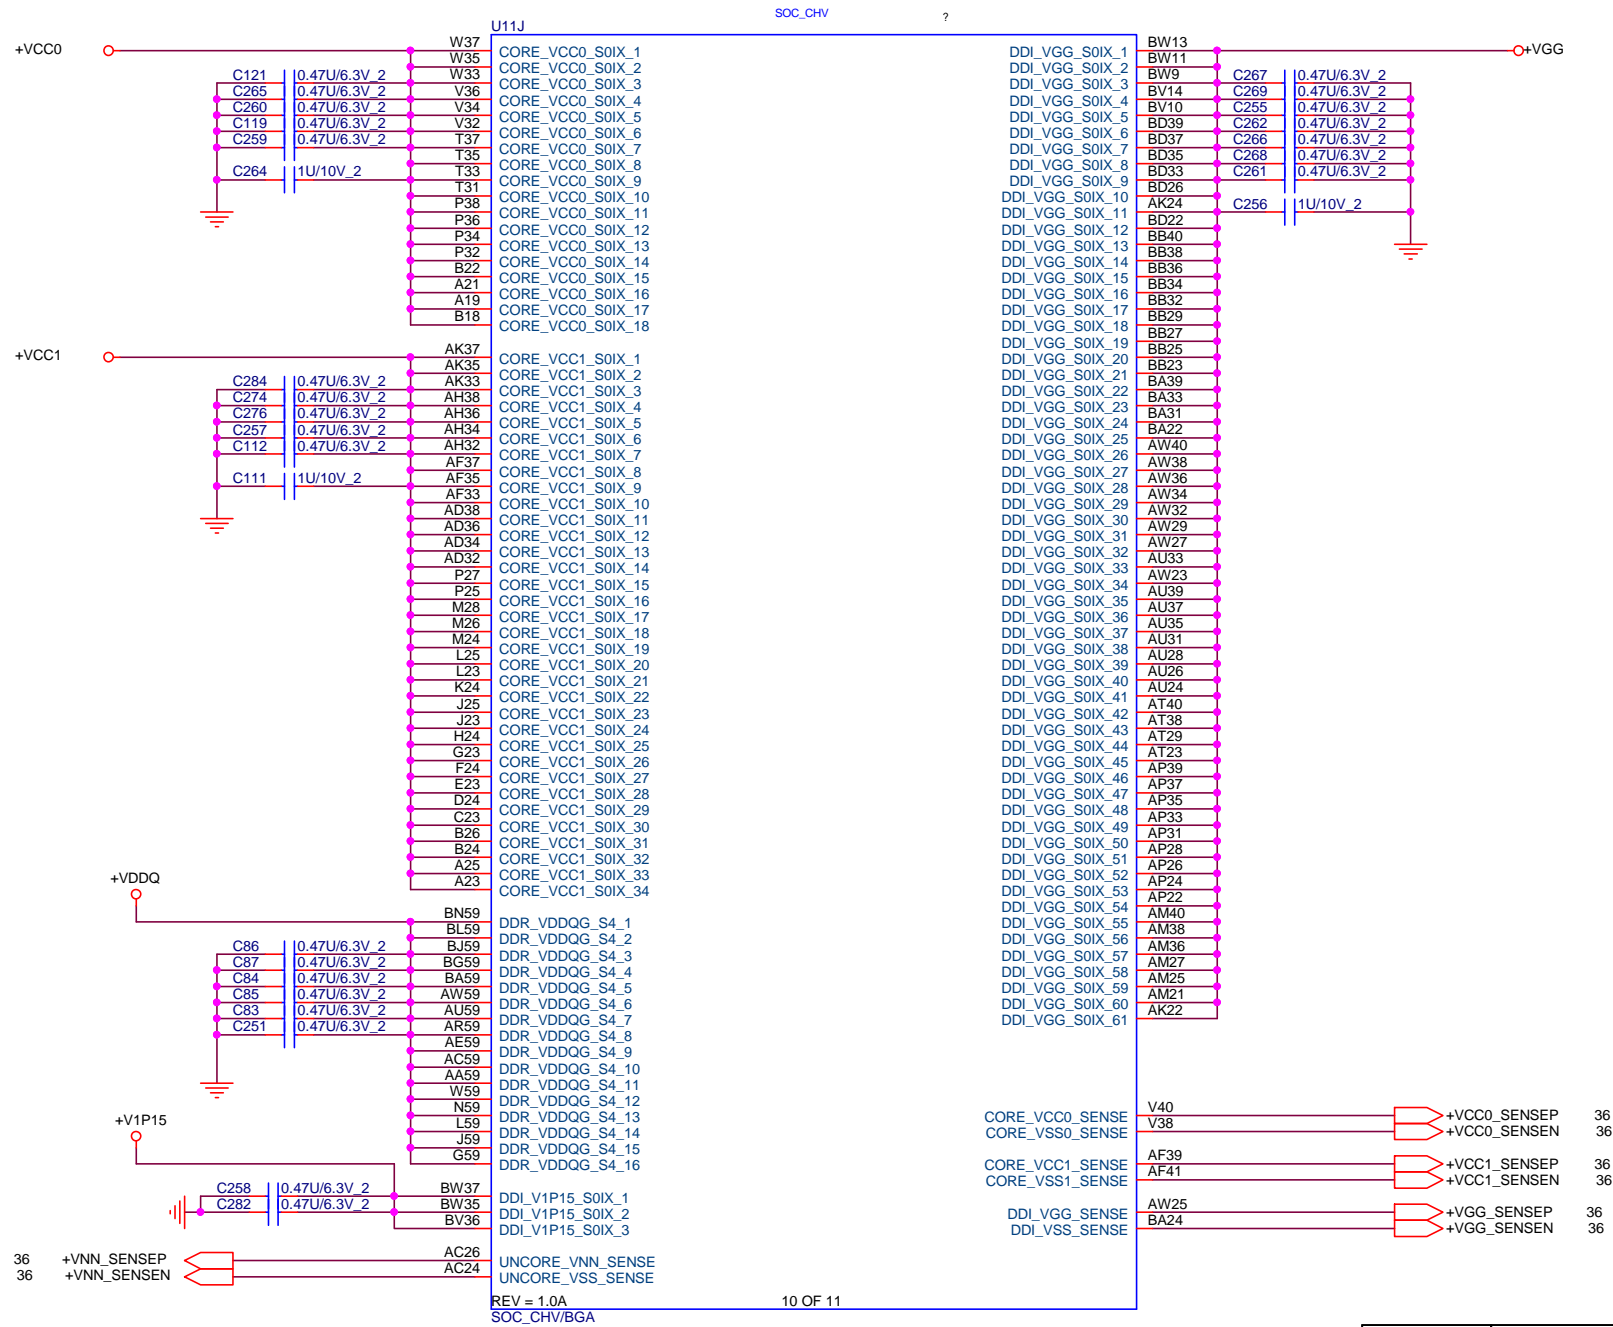 SOC_CHV
?
U11J
+VCC0
W37 CORE_VCC0_S0IX_1
W35 CORE_VCC0_S0IX_2
C121 0.47U/6.3V_2 W33 CORE_VCC0_S0IX_3
C265 0.47U/6.3V_2 V36 CORE_VCC0_S0IX_4
C260 0.47U/6.3V_2 V34 CORE_VCC0_S0IX_5
C119 0.47U/6.3V_2 V32 CORE_VCC0_S0IX_6
C259 0.47U/6.3V_2 T37 CORE_VCC0_S0IX_7
T35 CORE_VCC0_S0IX_8
C264 1U/10V_2 T33 CORE_VCC0_S0IX_9
T31 CORE_VCC0_S0IX_10
P38 CORE_VCC0_S0IX_11
P36 CORE_VCC0_S0IX_12
P34 CORE_VCC0_S0IX_13
P32 CORE_VCC0_S0IX_14
B22 CORE_VCC0_S0IX_15
A21 CORE_VCC0_S0IX_16
A19 CORE_VCC0_S0IX_17
B18 CORE_VCC0_S0IX_18
+VCC1
AK37 CORE_VCC1_S0IX_1
AK35 CORE_VCC1_S0IX_2
C284 0.47U/6.3V_2 AK33 CORE_VCC1_S0IX_3
C274 0.47U/6.3V_2 AH38 CORE_VCC1_S0IX_4
C276 0.47U/6.3V_2 AH36 CORE_VCC1_S0IX_5
C257 0.47U/6.3V_2 AH34 CORE_VCC1_S0IX_6
C112 0.47U/6.3V_2 AH32 CORE_VCC1_S0IX_7
AF37 CORE_VCC1_S0IX_8
C111 1U/10V_2 AF35 CORE_VCC1_S0IX_9
AF33 CORE_VCC1_S0IX_10
AD38 CORE_VCC1_S0IX_11
AD36 CORE_VCC1_S0IX_12
AD34 CORE_VCC1_S0IX_13
AD32 CORE_VCC1_S0IX_14
P27 CORE_VCC1_S0IX_15
P25 CORE_VCC1_S0IX_16
M28 CORE_VCC1_S0IX_17
M26 CORE_VCC1_S0IX_18
M24 CORE_VCC1_S0IX_19
L25 CORE_VCC1_S0IX_20
L23 CORE_VCC1_S0IX_21
K24 CORE_VCC1_S0IX_22
J25 CORE_VCC1_S0IX_23
J23 CORE_VCC1_S0IX_24
H24 CORE_VCC1_S0IX_25
G23 CORE_VCC1_S0IX_26
F24 CORE_VCC1_S0IX_27
E23 CORE_VCC1_S0IX_28
D24 CORE_VCC1_S0IX_29
C23 CORE_VCC1_S0IX_30
B26 CORE_VCC1_S0IX_31
B24 CORE_VCC1_S0IX_32
A25 CORE_VCC1_S0IX_33
A23 CORE_VCC1_S0IX_34
+VDDQ
BN59 DDR_VDDQG_S4_1
BL59 DDR_VDDQG_S4_2
C86 0.47U/6.3V_2 BJ59 DDR_VDDQG_S4_3
C87 0.47U/6.3V_2 BG59 DDR_VDDQG_S4_4
C84 0.47U/6.3V_2 BA59 DDR_VDDQG_S4_5
C85 0.47U/6.3V_2 AW59 DDR_VDDQG_S4_6
C83 0.47U/6.3V_2 AU59 DDR_VDDQG_S4_7
C251 0.47U/6.3V_2 AR59 DDR_VDDQG_S4_8
AE59 DDR_VDDQG_S4_9
AC59 DDR_VDDQG_S4_10
AA59 DDR_VDDQG_S4_11
W59 DDR_VDDQG_S4_12
N59 DDR_VDDQG_S4_13
L59 DDR_VDDQG_S4_14
J59 DDR_VDDQG_S4_15
G59 DDR_VDDQG_S4_16
+V1P15
C258 0.47U/6.3V_2 BW37 DDI_V1P15_S0IX_1
C282 0.47U/6.3V_2 BW35 DDI_V1P15_S0IX_2
BV36 DDI_V1P15_S0IX_3
36 +VNN_SENSEP AC26 UNCORE_VNN_SENSE
36 +VNN_SENSEN AC24 UNCORE_VSS_SENSE
DDI_VGG_S0IX_1 BW13 +VGG
DDI_VGG_S0IX_2 BW11
DDI_VGG_S0IX_3 BW9 C267 0.47U/6.3V_2
DDI_VGG_S0IX_4 BV14 C269 0.47U/6.3V_2
DDI_VGG_S0IX_5 BV10 C255 0.47U/6.3V_2
DDI_VGG_S0IX_6 BD39 C262 0.47U/6.3V_2
DDI_VGG_S0IX_7 BD37 C266 0.47U/6.3V_2
DDI_VGG_S0IX_8 BD35 C268 0.47U/6.3V_2
DDI_VGG_S0IX_9 BD33 C261 0.47U/6.3V_2
DDI_VGG_S0IX_10 BD26
DDI_VGG_S0IX_11 AK24 C256 1U/10V_2
DDI_VGG_S0IX_12 BD22
DDI_VGG_S0IX_13 BB40
DDI_VGG_S0IX_14 BB38
DDI_VGG_S0IX_15 BB36
DDI_VGG_S0IX_16 BB34
DDI_VGG_S0IX_17 BB32
DDI_VGG_S0IX_18 BB29
DDI_VGG_S0IX_19 BB27
DDI_VGG_S0IX_20 BB25
DDI_VGG_S0IX_21 BB23
DDI_VGG_S0IX_22 BA39
DDI_VGG_S0IX_23 BA33
DDI_VGG_S0IX_24 BA31
DDI_VGG_S0IX_25 BA22
DDI_VGG_S0IX_26 AW40
DDI_VGG_S0IX_27 AW38
DDI_VGG_S0IX_28 AW36
DDI_VGG_S0IX_29 AW34
DDI_VGG_S0IX_30 AW32
DDI_VGG_S0IX_31 AW29
DDI_VGG_S0IX_32 AW27
DDI_VGG_S0IX_33 AU33
DDI_VGG_S0IX_34 AW23
DDI_VGG_S0IX_35 AU39
DDI_VGG_S0IX_36 AU37
DDI_VGG_S0IX_37 AU35
DDI_VGG_S0IX_38 AU31
DDI_VGG_S0IX_39 AU28
DDI_VGG_S0IX_40 AU26
DDI_VGG_S0IX_41 AU24
DDI_VGG_S0IX_42 AT40
DDI_VGG_S0IX_43 AT38
DDI_VGG_S0IX_44 AT29
DDI_VGG_S0IX_45 AT23
DDI_VGG_S0IX_46 AP39
DDI_VGG_S0IX_47 AP37
DDI_VGG_S0IX_48 AP35
DDI_VGG_S0IX_49 AP33
DDI_VGG_S0IX_50 AP31
DDI_VGG_S0IX_51 AP28
DDI_VGG_S0IX_52 AP26
DDI_VGG_S0IX_53 AP24
DDI_VGG_S0IX_54 AP22
DDI_VGG_S0IX_55 AM40
DDI_VGG_S0IX_56 AM38
DDI_VGG_S0IX_57 AM36
DDI_VGG_S0IX_58 AM27
DDI_VGG_S0IX_59 AM25
DDI_VGG_S0IX_60 AM21
DDI_VGG_S0IX_61 AK22
CORE_VCC0_SENSE V40 +VCC0_SENSEP 36
CORE_VSS0_SENSE V38 +VCC0_SENSEN 36
CORE_VCC1_SENSE AF39 +VCC1_SENSEP 36
CORE_VSS1_SENSE AF41 +VCC1_SENSEN 36
DDI_VGG_SENSE AW25 +VGG_SENSEP 36
DDI_VSS_SENSE BA24 +VGG_SENSEN 36
REV = 1.0A 10 OF 11
SOC_CHV/BGA